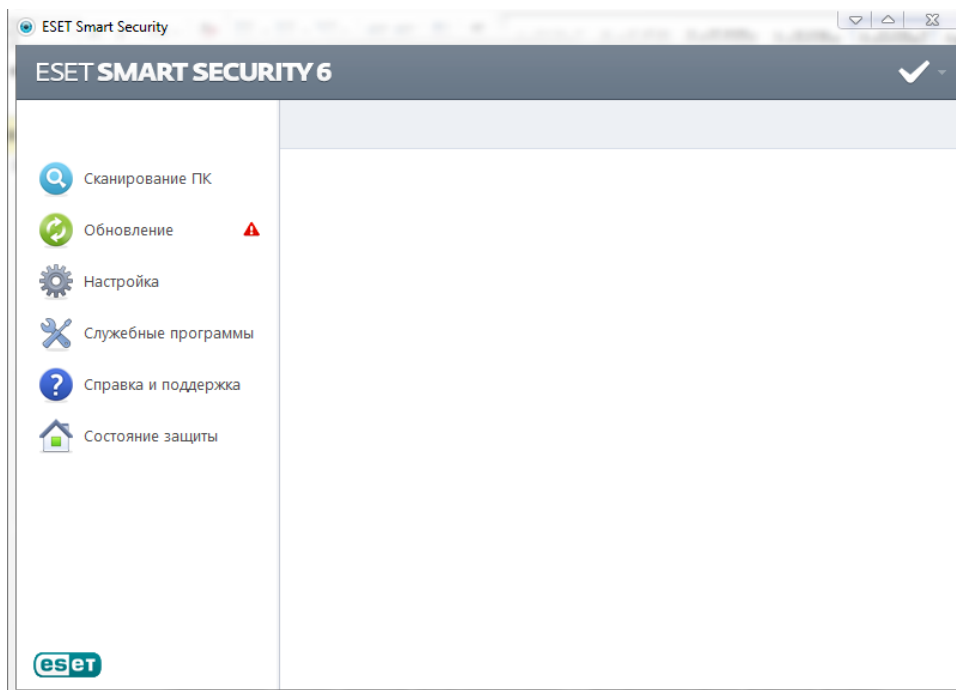 ESET Smart Security
ESET SMART SECURITY 6
Сканирование ПК
Обновление
Настройка
Служебные программы
Справка и поддержка
Состояние защиты
eseT